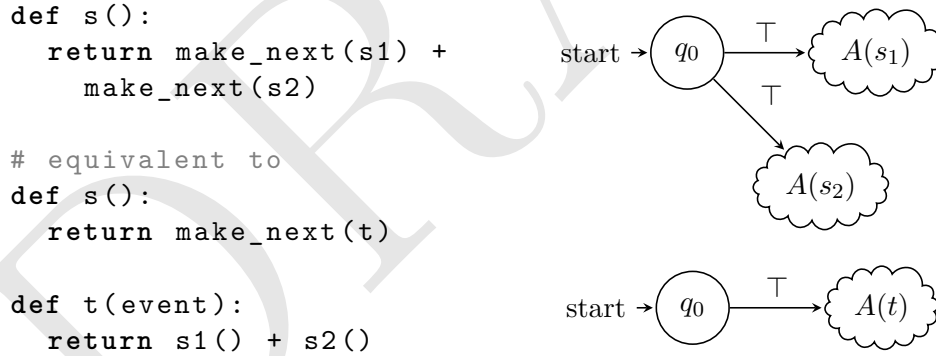 def s():
return make_next(s1) +
make_next(s2)
# equivalent to
def s():
return make_next(t)
def t(event):
return s1() + s2()
start q₀ ⊤ A(s₁)
⊤
A(s₂)
start q₀ ⊤ A(t)
DRA